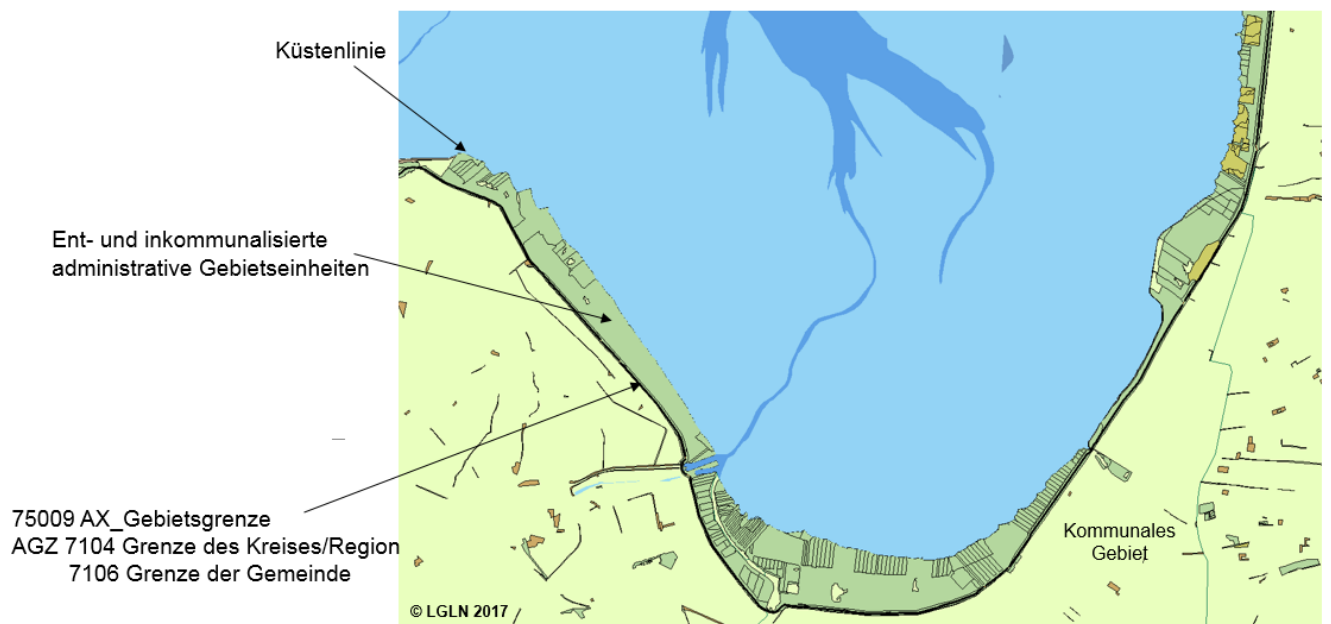 Küstenlinie
Ent- und inkommunalisierte
administrative Gebietseinheiten
75009 AX_Gebietsgrenze
AGZ 7104 Grenze des Kreises/Region
7106 Grenze der Gemeinde
Kommunales
Gebiet
© LGLN 2017